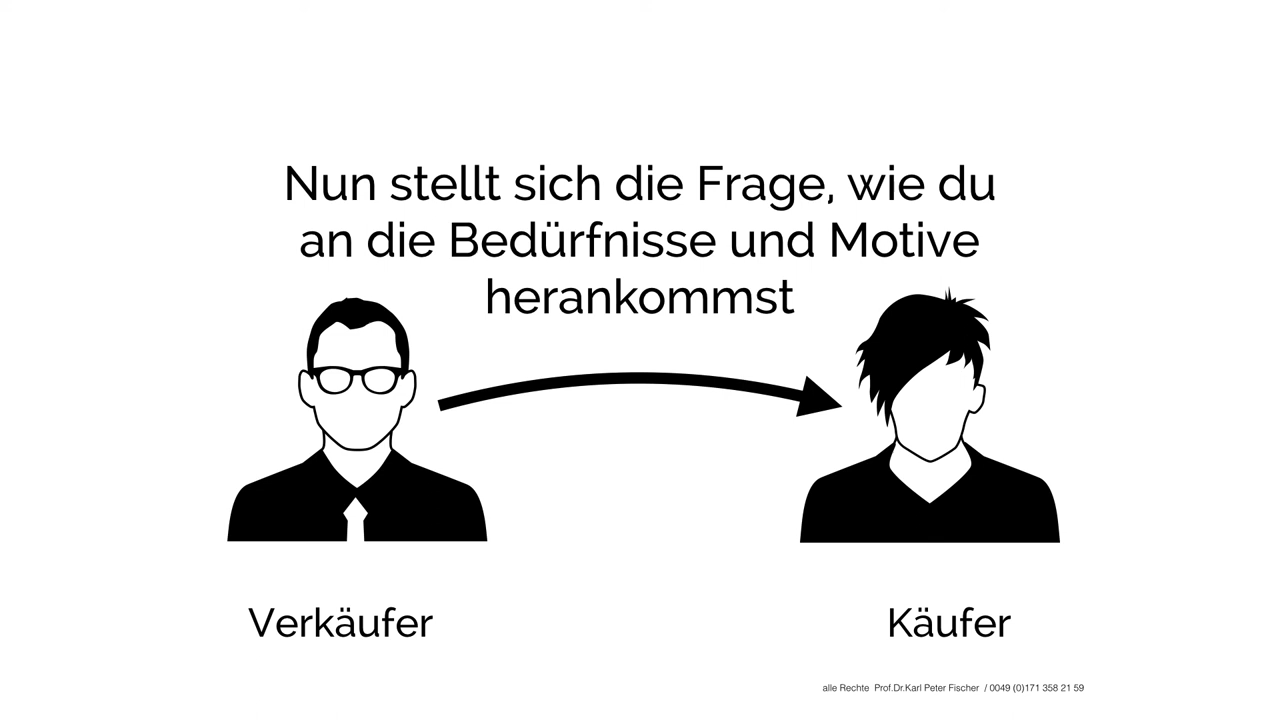 Nun stellt sich die Frage, wie du
an die Bedürfnisse und Motive
herankommst
Verkäufer
Käufer
alle Rechte Prof.Dr.Karl Peter Fischer / 0049 (0)171 358 21 59